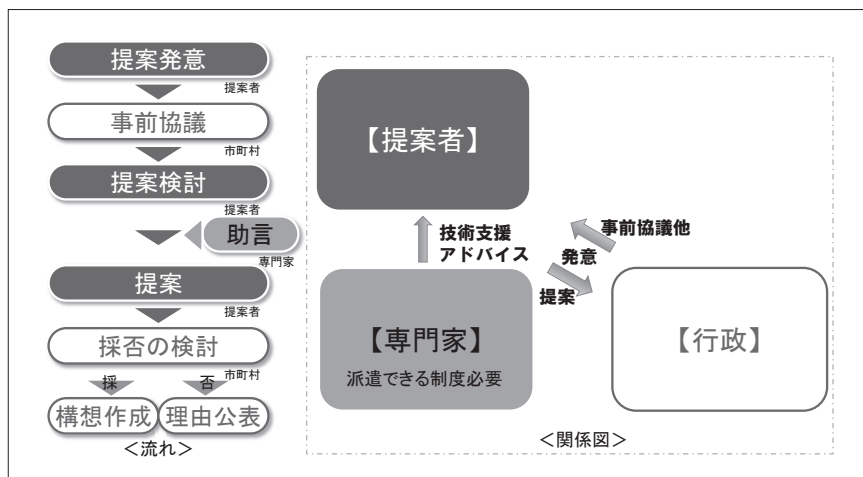 提案発意
提案者
事前協議
市町村
提案検討
提案者
助言
専門家
提案
提案者
採否の検討
市町村
採
否
構想作成
理由公表
<流れ>
【提案者】
技術支援
アドバイス
事前協議他
発意
提案
【専門家】
派遣できる制度必要
【行政】
<関係図>